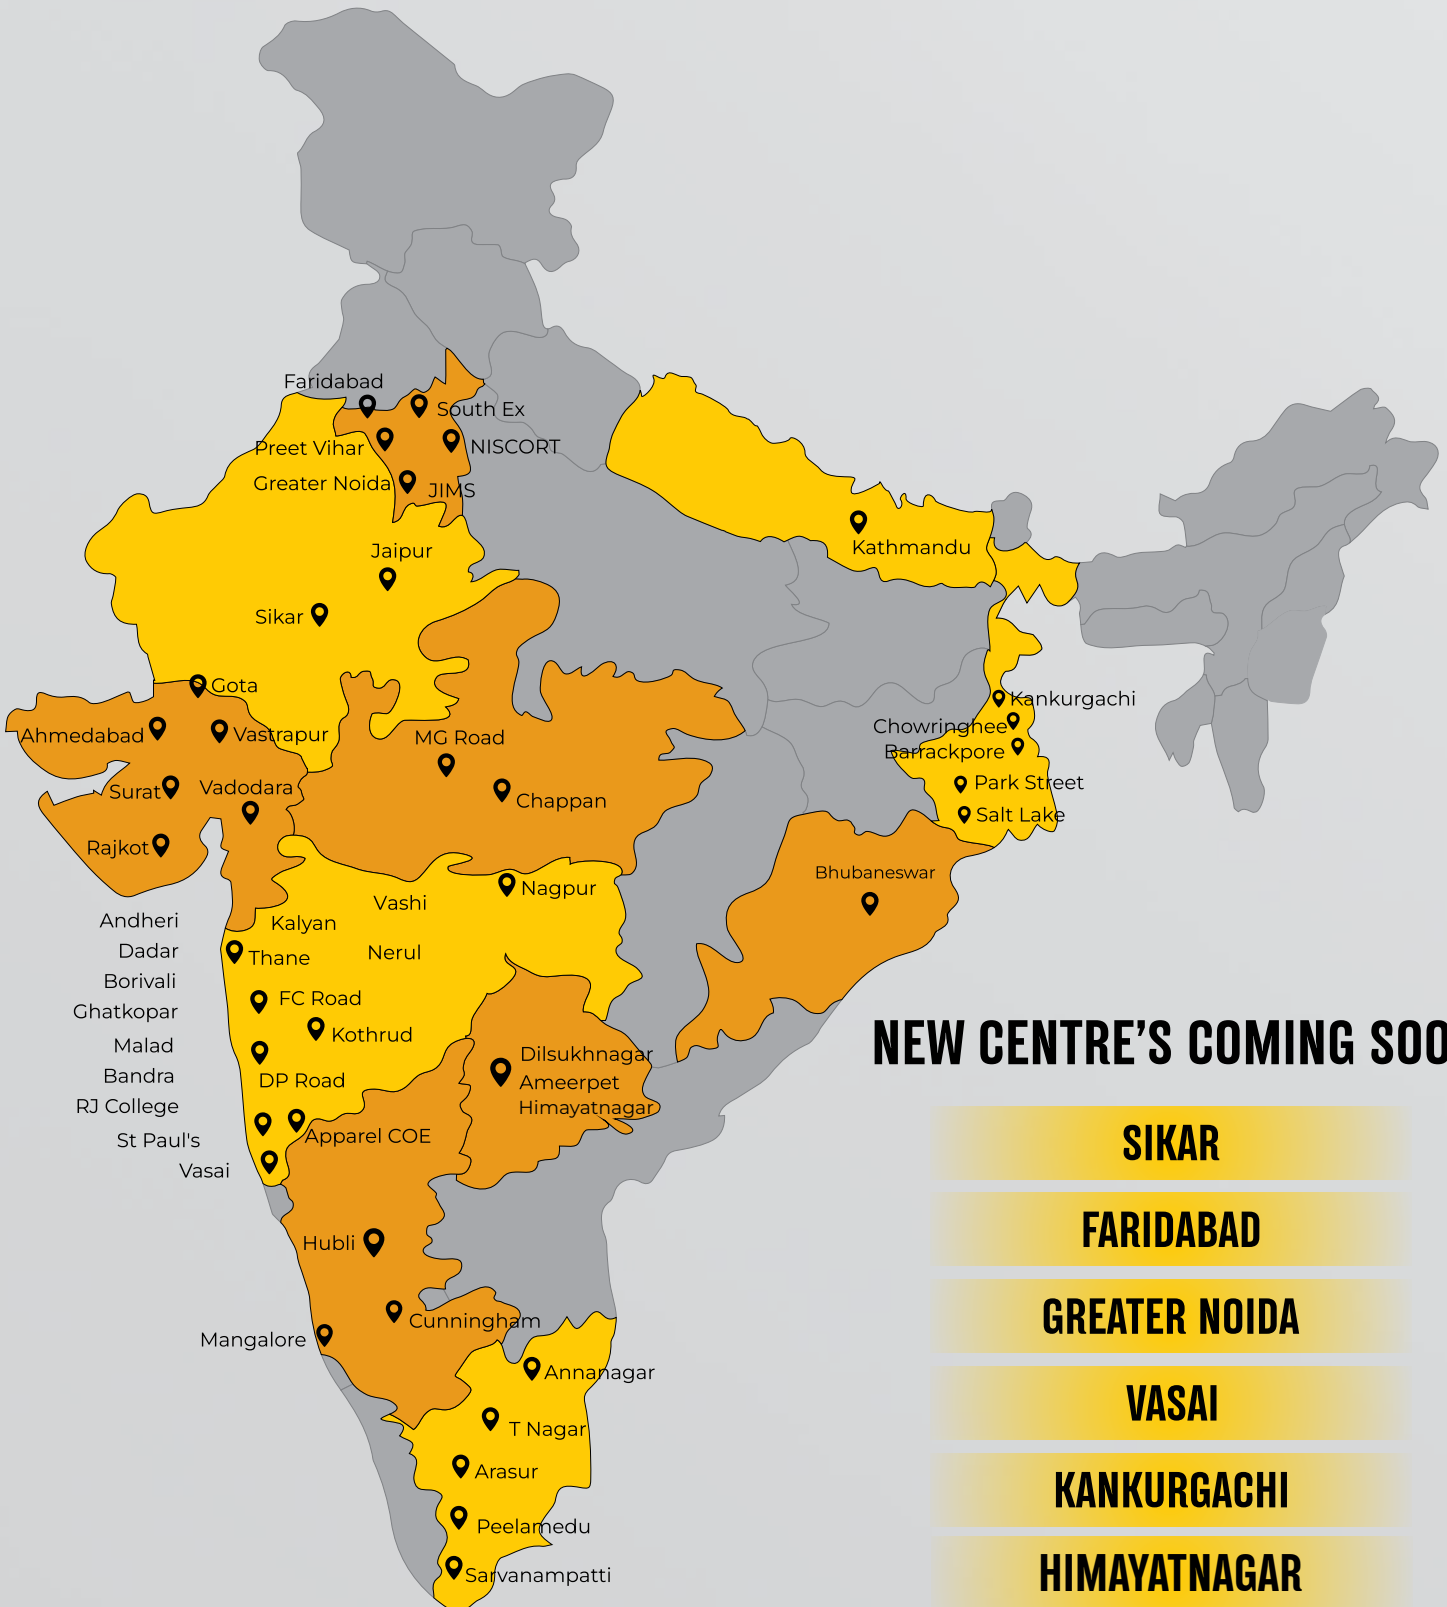 Faridabad
South Ex
Preet Vihar
NISCORT
Greater Noida
JIMS
Kathmandu
Jaipur
Sikar
Gota
Kankurgachi
Ahmedabad
Vastrapur
MG Road
Chowringhee
Barrackpore
Surat
Vadodara
Chappan
Park Street
Salt Lake
Rajkot
Bhubaneswar
Nagpur
Vashi
Andheri
Kalyan
Dadar
Thane
Nerul
Borivali
FC Road
Ghatkopar
Kothrud
Malad
Dilsukhnagar
Bandra
DP Road
Ameerpet
RJ College
Himayatnagar
St Paul's
Apparel COE
Vasai
Hubli
Cunningham
Mangalore
Annanagar
T Nagar
Arasur
Peelamedu
Sarvanampatti
NEW CENTRE’S COMING SOO
SIKAR
FARIDABAD
GREATER NOIDA
VASAI
KANKURGACHI
HIMAYATNAGAR